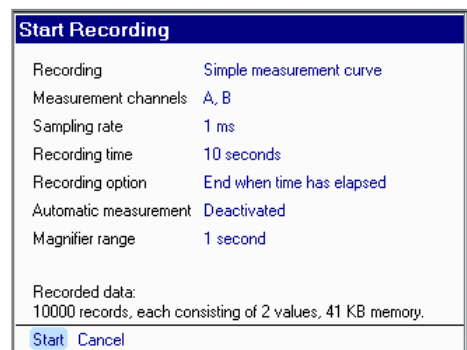 Start Recording
Recording Simple measurement curve
Measurement channels A, B
Sampling rate 1 ms
Recording time 10 seconds
Recording option End when time has elapsed
Automatic measurement Deactivated
Magnifier range 1 second
Recorded data:
10000 records, each consisting of 2 values, 41 KB memory.
Start Cancel